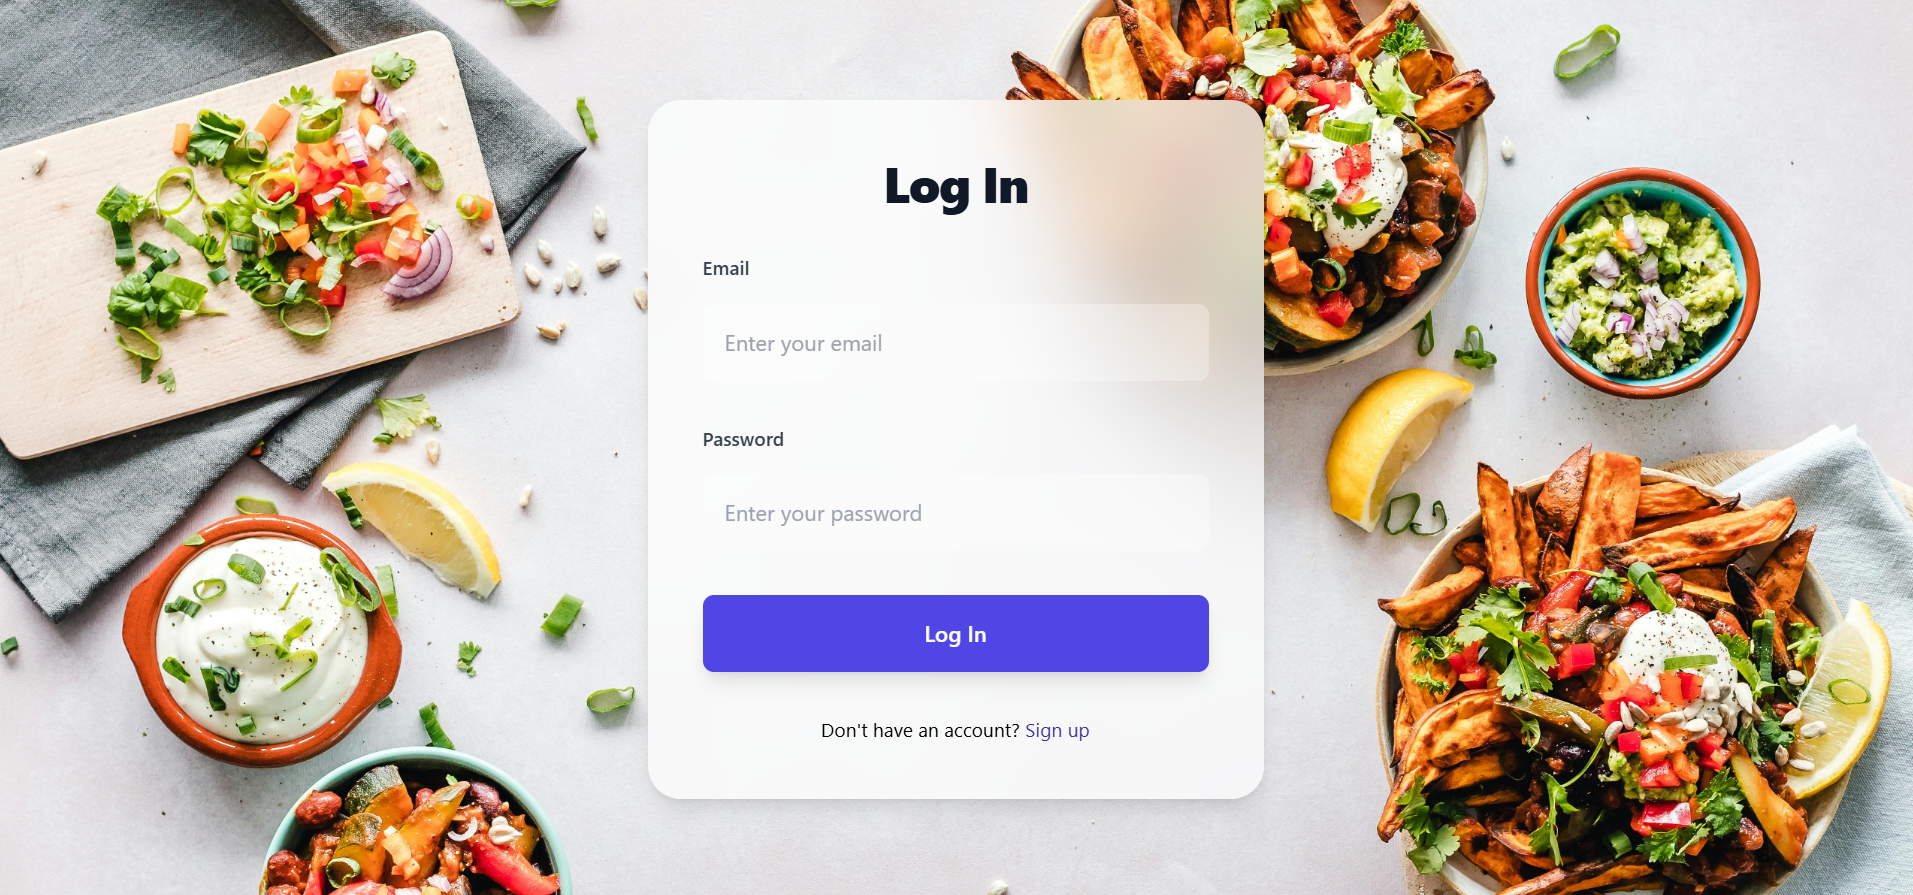 Log In
Email
Enter your email
Password
Enter your password
Log In
Don't have an account? Sign up